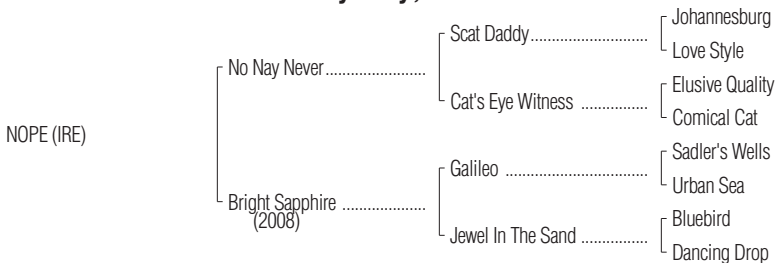 Johannesburg
Scat Daddy
Love Style
No Nay Never
Elusive Quality
Cat's Eye Witness
Comical Cat
NOPE (IRE)
Sadler's Wells
Galileo
Urban Sea
Bright Sapphire
(2008)
Bluebird
Jewel In The Sand
Dancing Drop